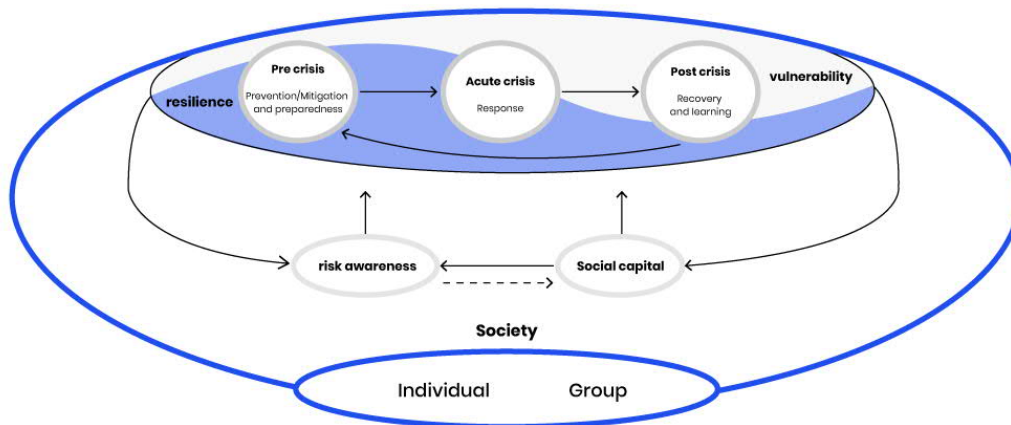 Pre crisis
Prevention/Mitigation
and preparedness
Acute crisis
Response
Post crisis
Recovery
and learning
resilience
vulnerability
risk awareness
Social capital
Society
Individual
Group